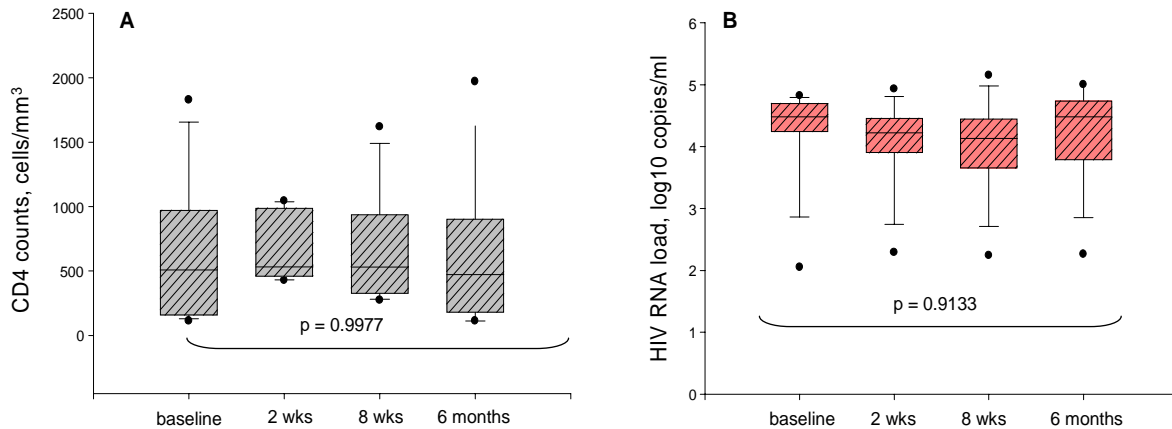 A
CD4 counts, cells/mm³
2500
2000
1500
1000
500
0
p = 0.9977
baseline 2 wks 8 wks 6 months
B
HIV RNA load, log10 copies/ml
6
5
4
3
2
1
0
p = 0.9133
baseline 2 wks 8 wks 6 months